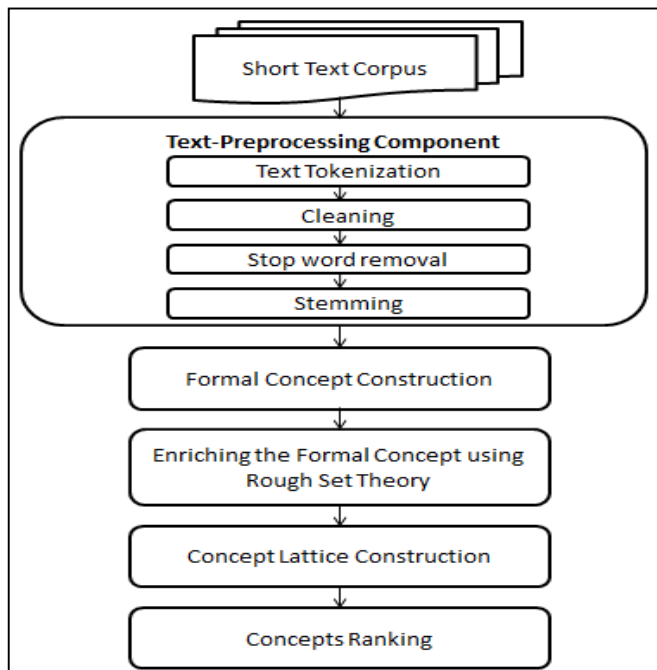 Short Text Corpus
Text-Preprocessing Component
Text Tokenization
Cleaning
Stop word removal
Stemming
Formal Concept Construction
Enriching the Formal Concept using
Rough Set Theory
Concept Lattice Construction
Concepts Ranking